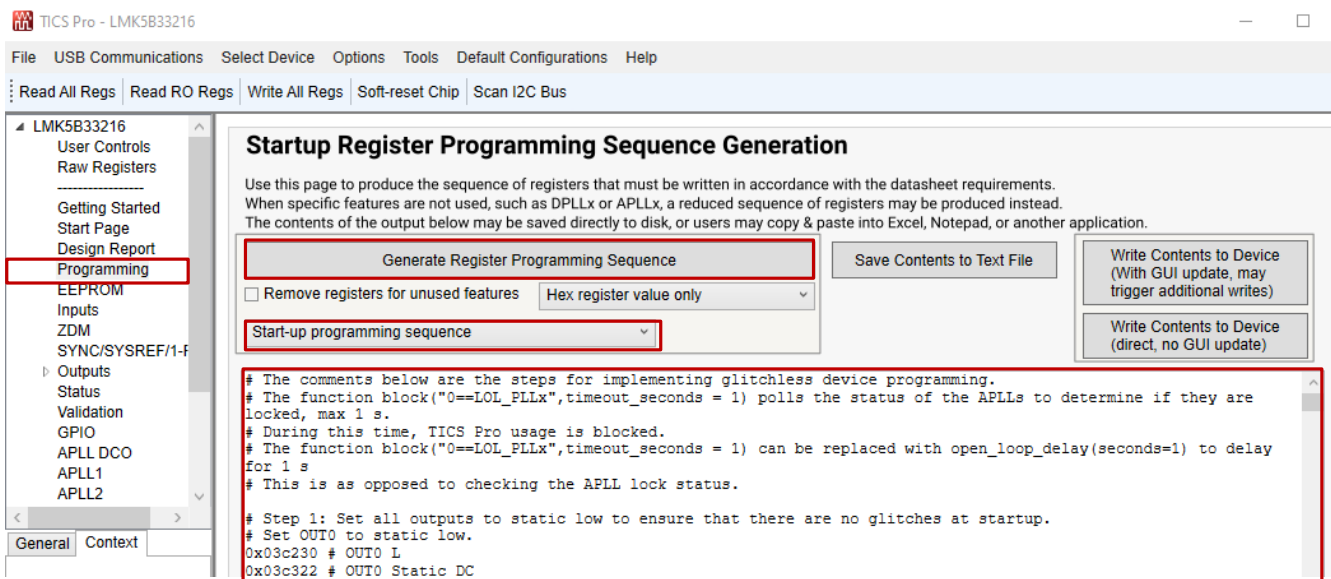 TICS Pro - LMK5B33216
File USB Communications Select Device Options Tools Default Configurations Help
Read All Regs Read RO Regs Write All Regs Soft-reset Chip Scan I2C Bus
LMK5B33216
User Controls
Raw Registers
-----------------
Getting Started
Start Page
Design Report
Programming
EEPROM
Inputs
ZDM
SYNC/SYSREF/1-F
Outputs
Status
Validation
GPIO
APLL DCO
APLL1
APLL2
General Context
Startup Register Programming Sequence Generation
Use this page to produce the sequence of registers that must be written in accordance with the datasheet requirements.
When specific features are not used, such as DPLLx or APLLx, a reduced sequence of registers may be produced instead.
The contents of the output below may be saved directly to disk, or users may copy & paste into Excel, Notepad, or another application.
Generate Register Programming Sequence
Remove registers for unused features Hex register value only
Start-up programming sequence
Save Contents to Text File
Write Contents to Device
(With GUI update, may
trigger additional writes)
Write Contents to Device
(direct, no GUI update)
# The comments below are the steps for implementing glitchless device programming.
# The function block("0==LOL_PLLx",timeout_seconds = 1) polls the status of the APLLs to determine if they are
locked, max 1 s.
# During this time, TICS Pro usage is blocked.
# The function block("0==LOL_PLLx",timeout_seconds = 1) can be replaced with open_loop_delay(seconds=1) to delay
for 1 s
# This is as opposed to checking the APLL lock status.
# Step 1: Set all outputs to static low to ensure that there are no glitches at startup.
# Set OUT0 to static low.
0x03c230 # OUT0 L
0x03c322 # OUT0 Static DC